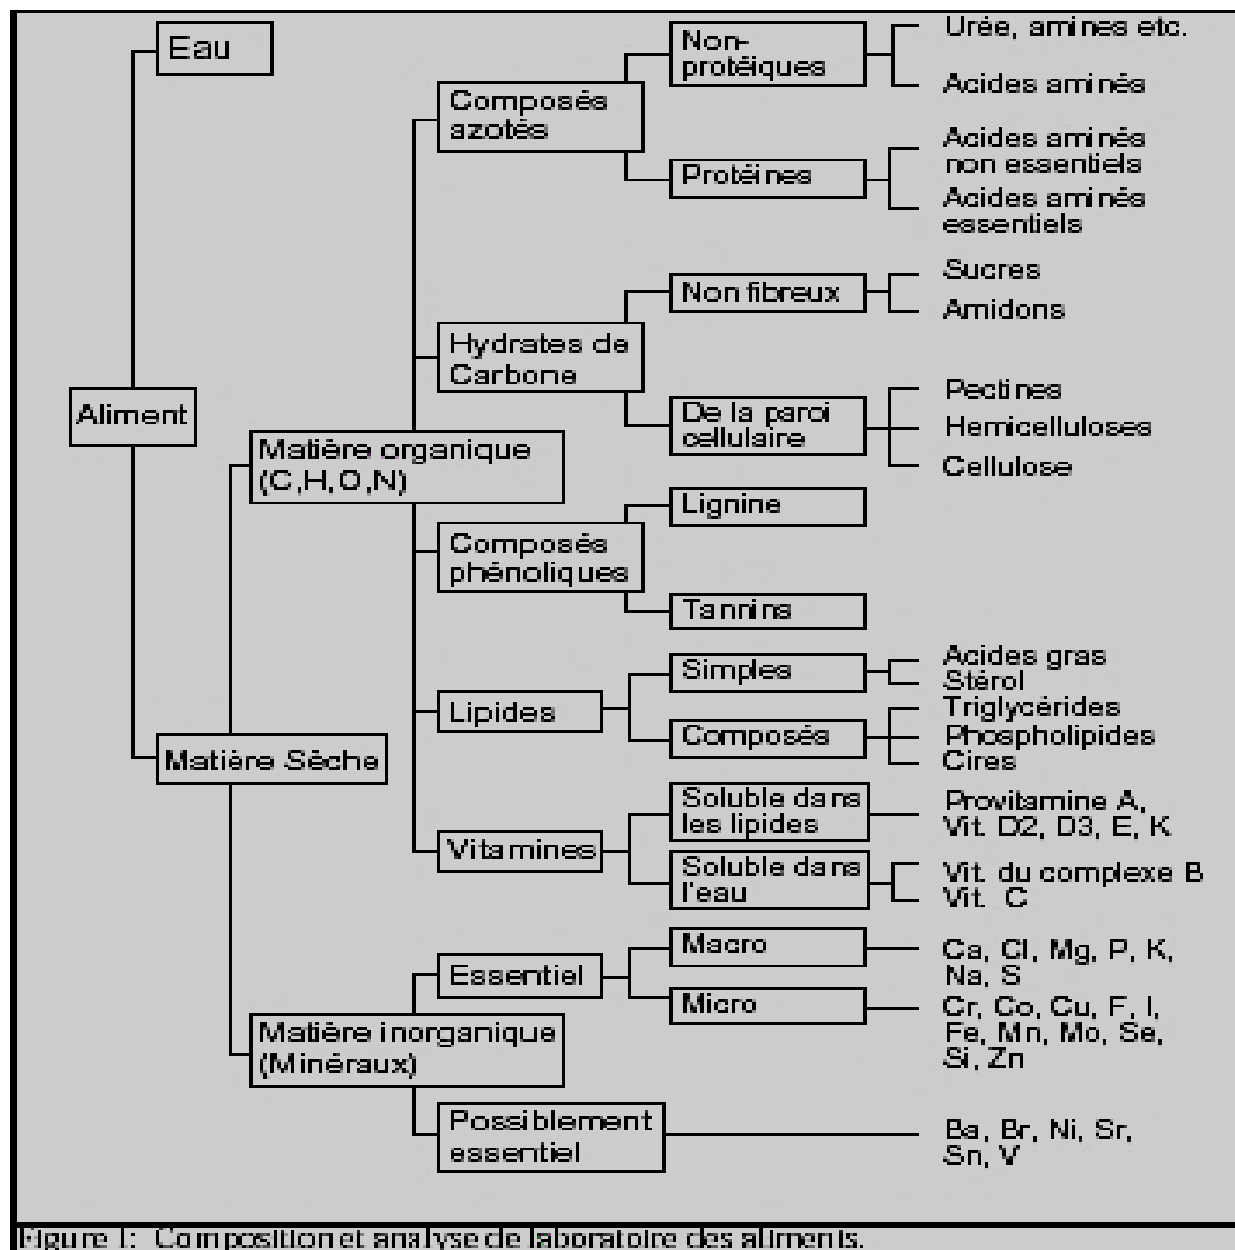 Eau
Aliment
Matière Sèche
Matière organique
(C,H,O,N)
Matière inorganique
(Minéraux)
Composés
azotés
Hydrates de
Carbone
Composés
phénoliques
Lipides
Vitamines
Essentiel
Possiblement
essentiel
Non-
protéiques
Protéines
Non fibreux
De la paroi
cellulaire
Lignine
Tannins
Simples
Composés
Soluble dans
les lipides
Soluble dans
l'eau
Macro
Micro
Urée, amines etc.
Acides aminés
Acides aminés
non essentiels
Acides aminés
essentiels
Sucres
Amidons
Pectines
Hemicelluloses
Cellulose
Acides gras
Stérol
Triglycérides
Phospholipides
Cires
Provitamine A,
Vit. D2, D3, E, K
Vit. du complexe B
Vit. C
Ca, Cl, Mg, P, K,
Na, S
Cr, Co, Cu, F, I,
Fe, Mn, Mo, Se,
Si, Zn
Ba, Br, Ni, Sr,
Sn, V
Figure 1: Composition et analyse de laboratoire des aliments.